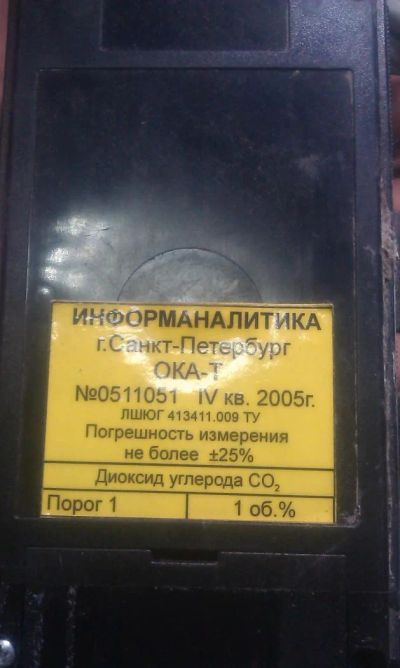 ИНФОРМАНАЛИТИКА
г.Санкт-Петербург
ОКА-Т
№0511051 IV кв. 2005г.
ЛШЮГ 413411.009 ТУ
Погрешность измерения
не более ±25%
Диоксид углерода CO₂
Порог 1 1 об.%